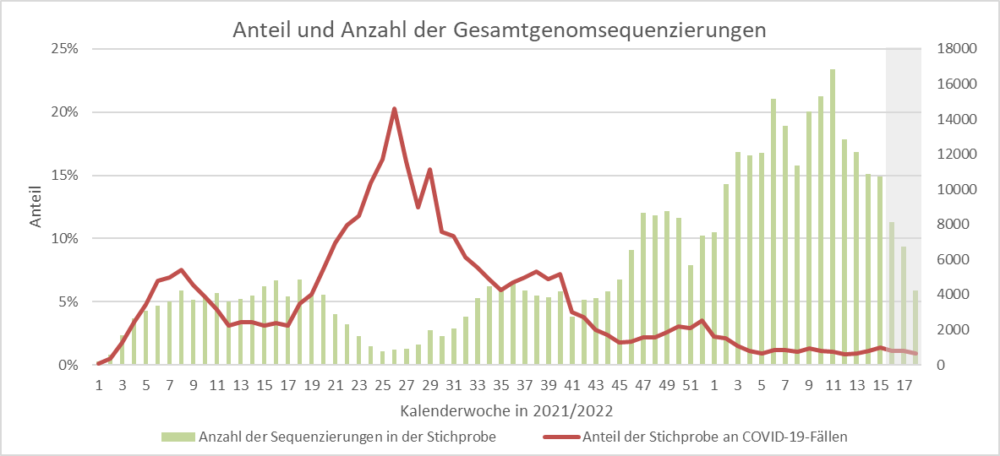 Anteil und Anzahl der Gesamtgenomsequenzierungen
25%
20%
15%
10%
5%
0%
Anteil
18000
16000
14000
12000
10000
8000
6000
4000
2000
0
1 3 5 7 9 11 13 15 17 19 21 23 25 27 29 31 33 35 37 39 41 43 45 47 49 51 1 3 5 7 9 11 13 15 17
Kalenderwoche in 2021/2022
Anzahl der Sequenzierungen in der Stichprobe
Anteil der Stichprobe an COVID-19-Fällen